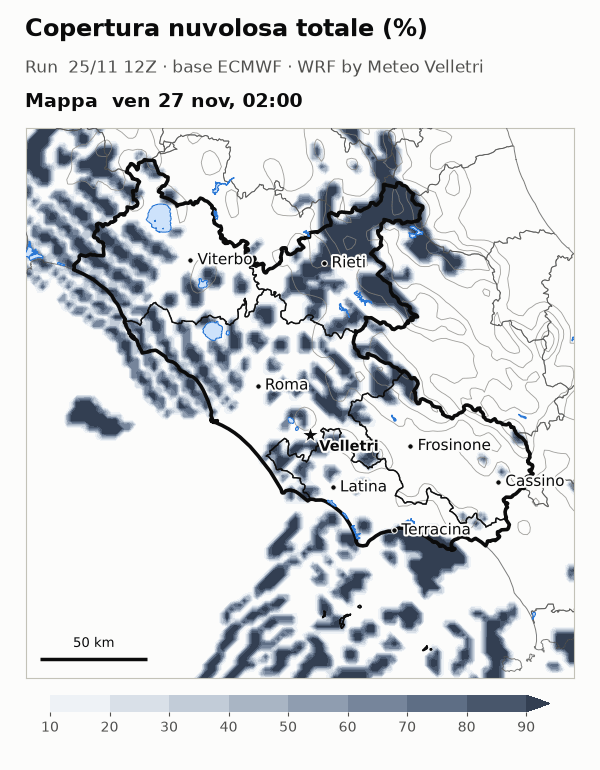 Copertura nuvolosa totale (%)
Run  25/11 12Z · base ECMWF · WRF by Meteo Velletri
Mappa  ven 27 nov, 02:00
Viterbo
Rieti
Roma
Velletri
Frosinone
Cassino
Latina
Terracina
50 km
10 20 30 40 50 60 70 80 90